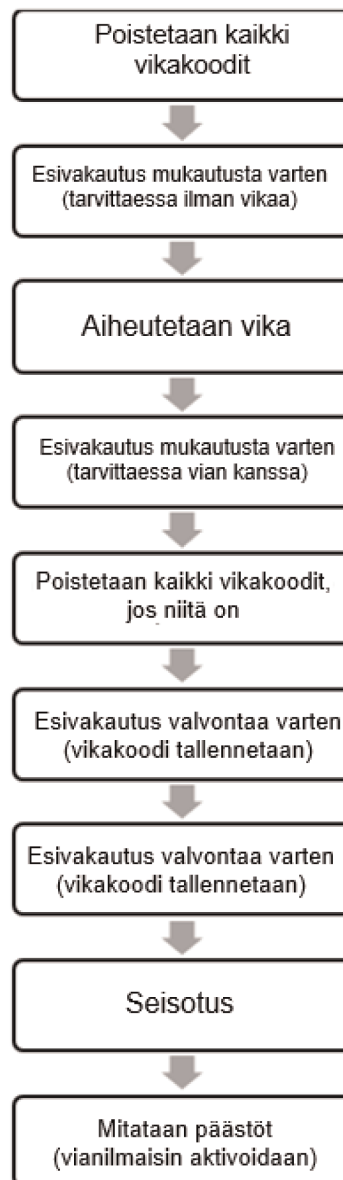 Poistetaan kaikki
vikakoodit
Esivakautus mukautusta varten
(tarvittaessa ilman vikaa)
Aiheutetaan vika
Esivakautus mukautusta varten
(tarvittaessa vian kanssa)
Poistetaan kaikki vikakoodit,
jos niitä on
Esivakautus valvontaa varten
(vikakoodi tallennetaan)
Esivakautus valvontaa varten
(vikakoodi tallennetaan)
Seisotus
Mitataan päästöt
(vianilmaisin aktivoidaan)